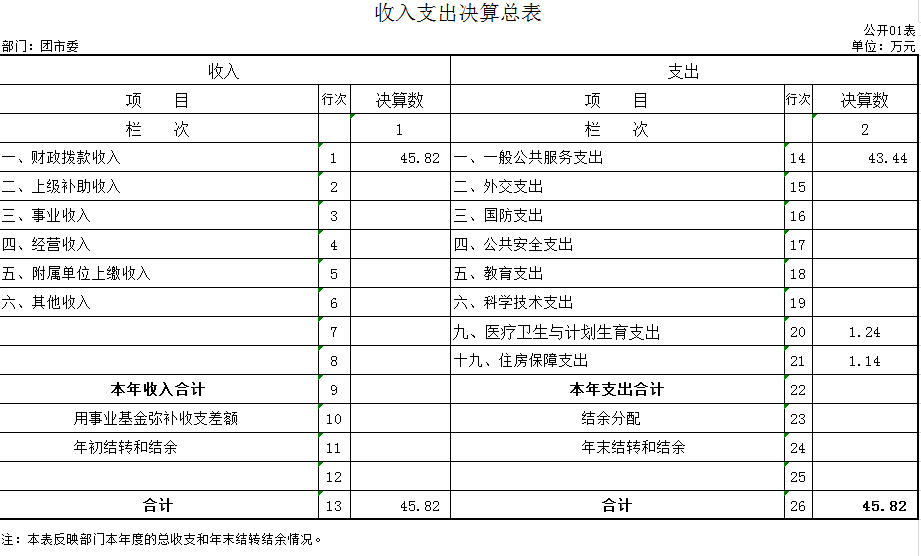 收入支出决算总表
公开01表
部门：团市委 单位：万元
收入 支出
项 目 行次 决算数 项 目 行次 决算数
栏 次 1 栏 次 2
一、财政拨款收入 1 45.82 一、一般公共服务支出 14 43.44
二、上级补助收入 2 二、外交支出 15
三、事业收入 3 三、国防支出 16
四、经营收入 4 四、公共安全支出 17
五、附属单位上缴收入 5 五、教育支出 18
六、其他收入 6 六、科学技术支出 19
7 九、医疗卫生与计划生育支出 20 1.24
8 十九、住房保障支出 21 1.14
本年收入合计 9 本年支出合计 22
用事业基金弥补收支差额 10 结余分配 23
年初结转和结余 11 年末结转和结余 24
12 25
合计 13 45.82 合计 26 45.82
注：本表反映部门本年度的总收支和年末结转结余情况。